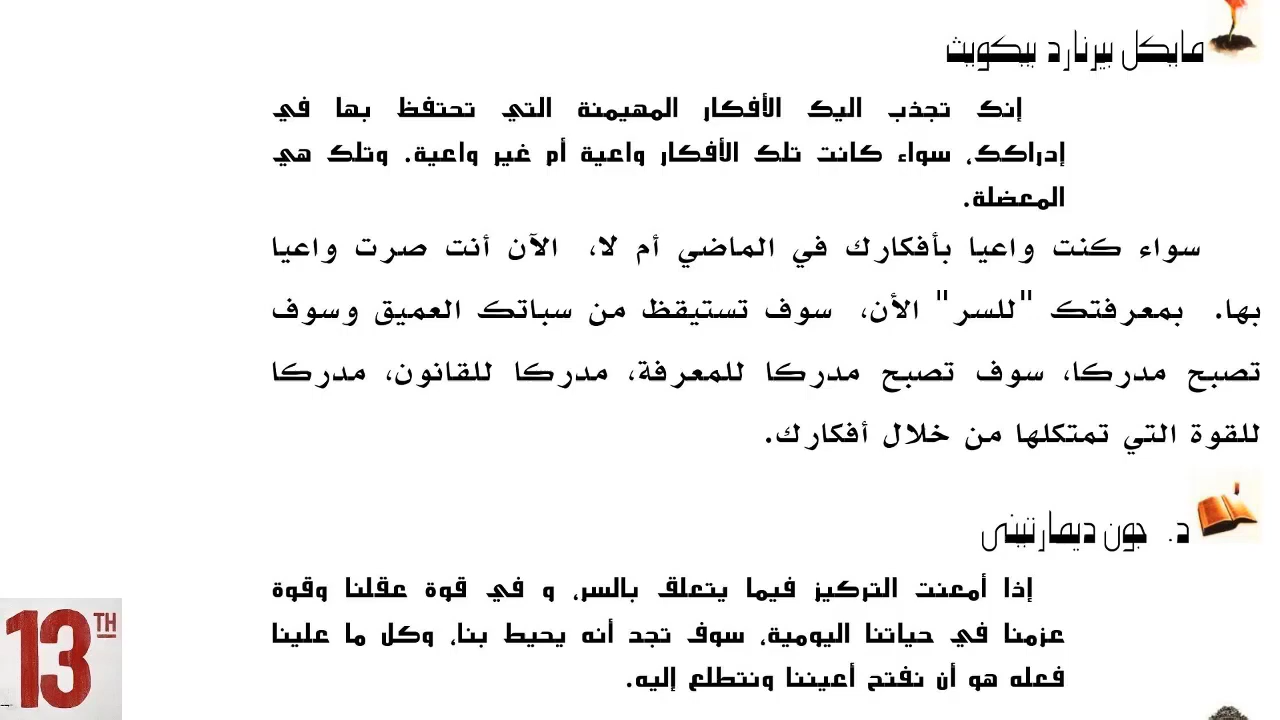 مايكل بيرنارد بيكويث
إنك تجذب اليك الأفكار المهيمنة التي تحتفظ بها في
إدراكك، سواء كانت تلك الأفكار واعية أم غير واعية. وتلك هي
المعضلة.
سواء كنت واعيا بأفكارك في الماضي أم لا، الآن أنت صرت واعيا
بها. بمعرفتك "للسر" الأن، سوف تستيقظ من سباتك العميق وسوف
تصبح مدركا، سوف تصبح مدركا للمعرفة، مدركا للقانون، مدركا
للقوة التي تمتكلها من خلال أفكارك.
د. جون ديمارتيني
إذا أمعنت التركيز فيما يتعلق بالسر، و في قوة عقلنا وقوة
عزمنا في حياتنا اليومية، سوف تجد أنه يحيط بنا، وكل ما علينا
فعله هو أن نفتح أعيننا ونتطلع إليه.
13TH